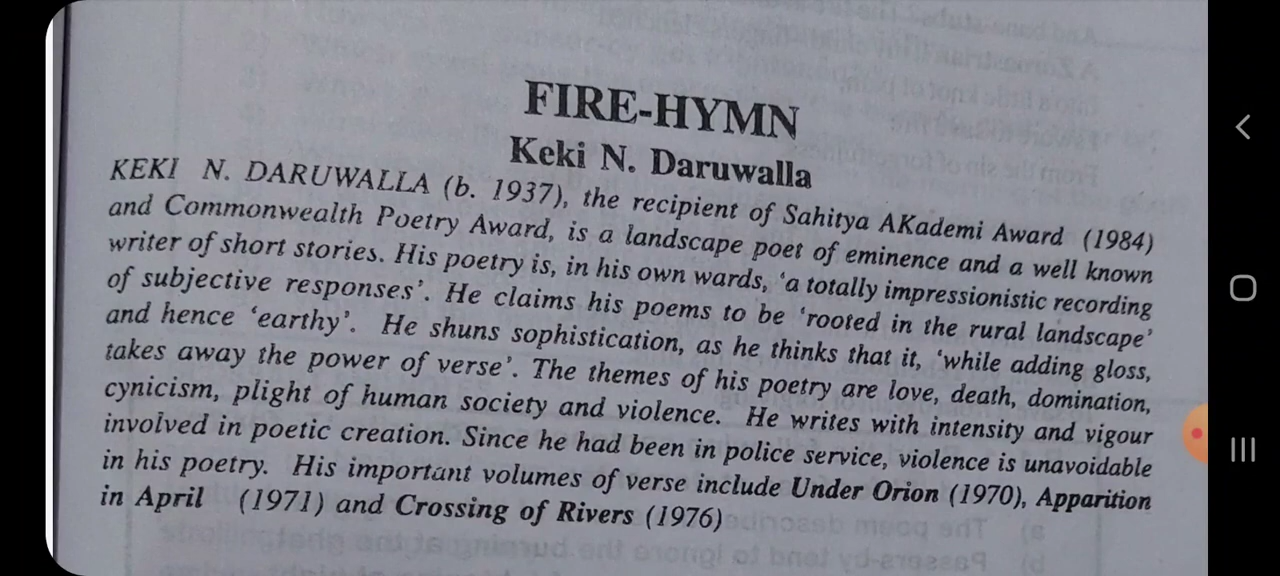 FIRE-HYMN
Keki N. Daruwalla
KEKI N. DARUWALLA (b. 1937), the recipient of Sahitya AKademi Award (1984)
and Commonwealth Poetry Award, is a landscape poet of eminence and a well known
writer of short stories. His poetry is, in his own wards, ‘a totally impressionistic recording
of subjective responses’. He claims his poems to be ‘rooted in the rural landscape’
and hence ‘earthy’. He shuns sophistication, as he thinks that it, ‘while adding gloss,
takes away the power of verse’. The themes of his poetry are love, death, domination,
cynicism, plight of human society and violence. He writes with intensity and vigour
involved in poetic creation. Since he had been in police service, violence is unavoidable
in his poetry. His important volumes of verse include Under Orion (1970), Apparition
in April (1971) and Crossing of Rivers (1976)